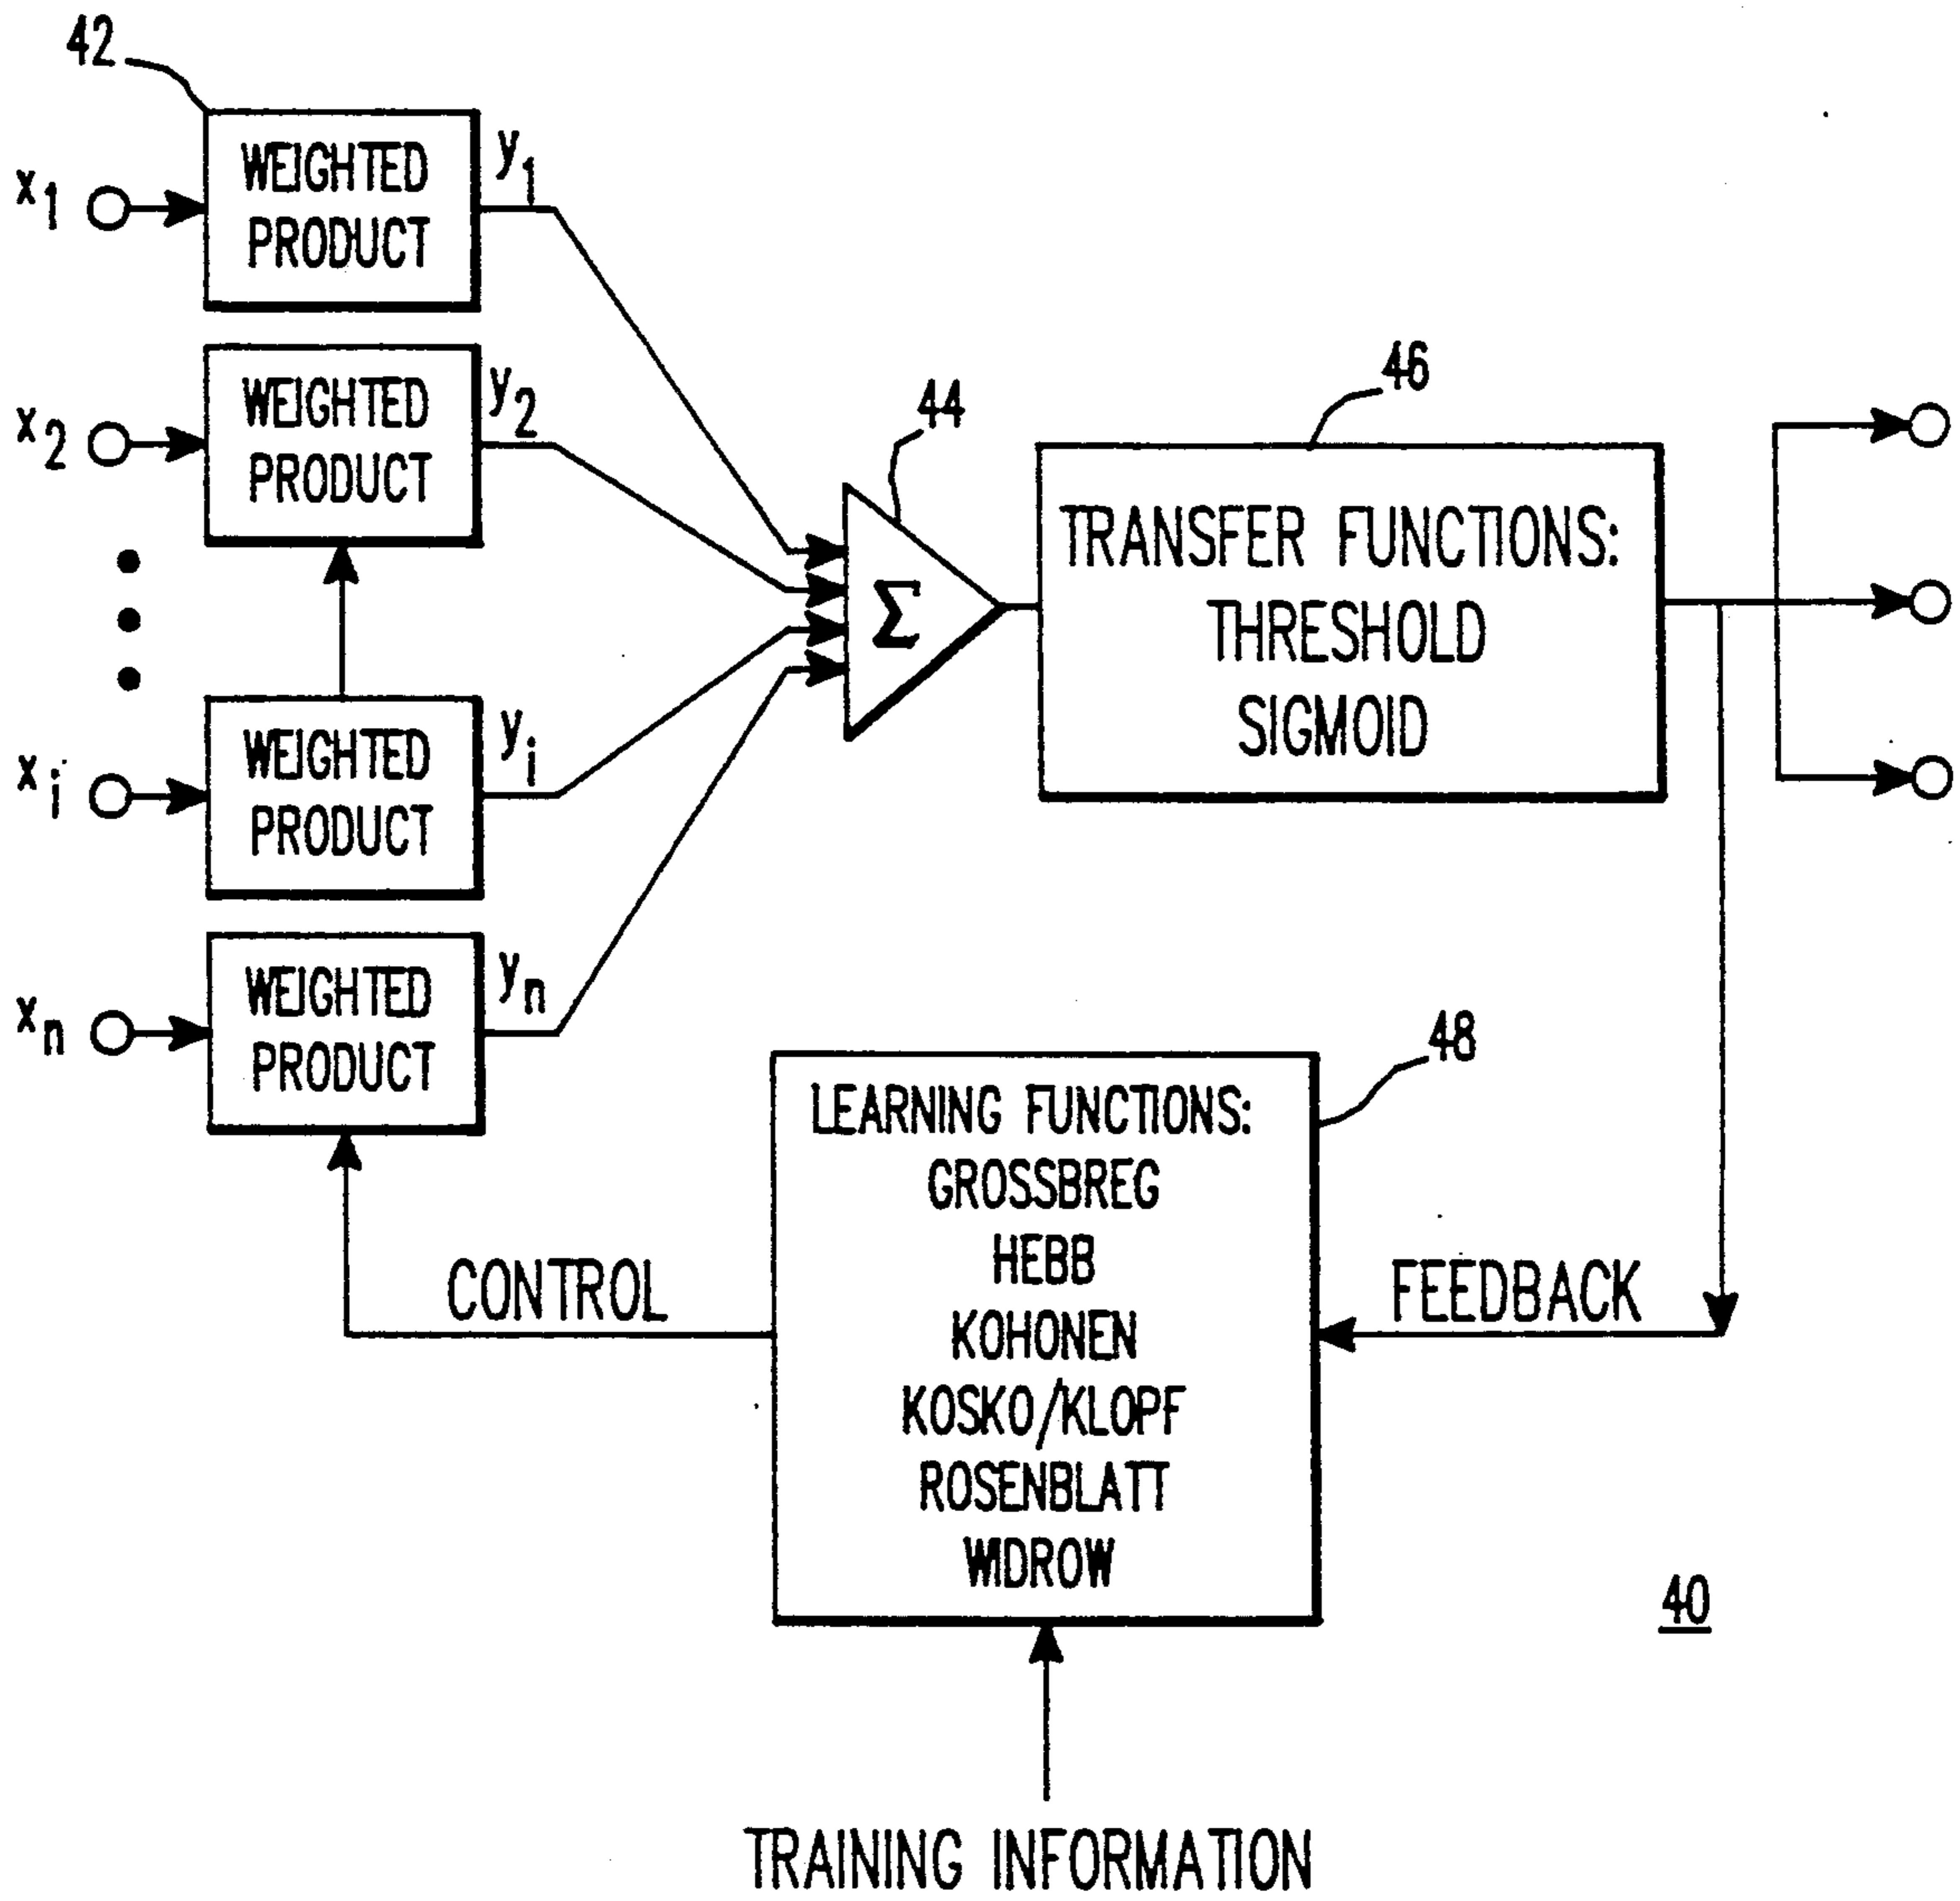 42
x1
WEIGHTED
PRODUCT
y1
x2
WEIGHTED
PRODUCT
y2
44
Σ
46
TRANSFER FUNCTIONS:
THRESHOLD
SIGMOID
xi
WEIGHTED
PRODUCT
yi
xn
WEIGHTED
PRODUCT
yn
48
LEARNING FUNCTIONS:
GROSSBREG
HEBB
KOHONEN
KOSKO/KLOPF
ROSENBLATT
WIDROW
CONTROL
FEEDBACK
40
TRAINING INFORMATION